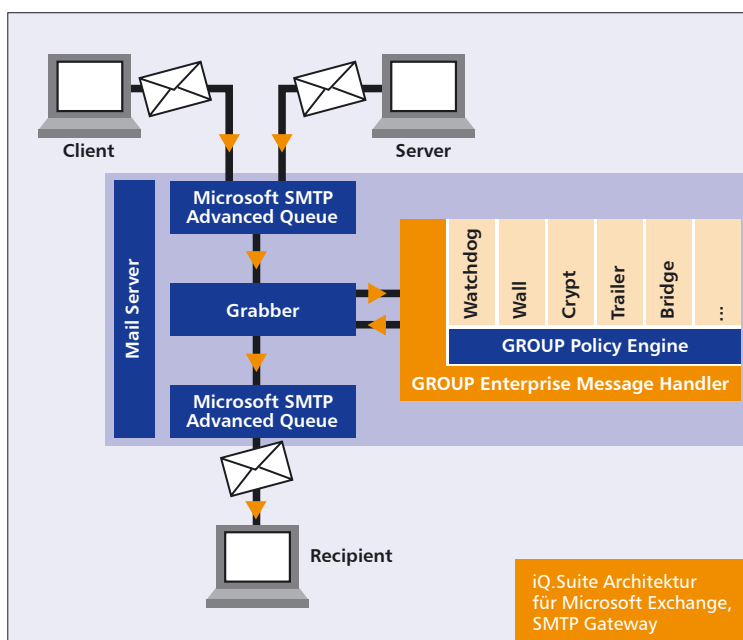 Client
Server
Microsoft SMTP
Advanced Queue
Mail Server
Grabber
Watchdog
Wall
Crypt
Trailer
Bridge
...
GROUP Policy Engine
GROUP Enterprise Message Handler
Microsoft SMTP
Advanced Queue
Recipient
iQ.Suite Architektur
für Microsoft Exchange,
SMTP Gateway